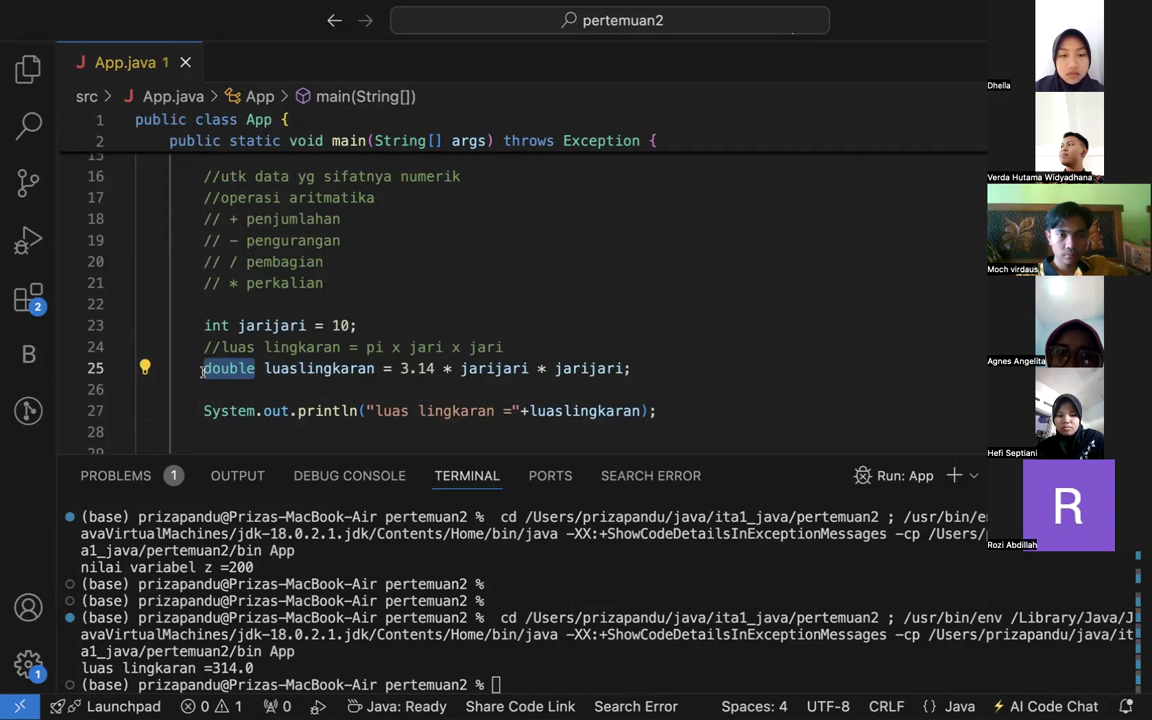 pertemuan2
App.java 1
src > App.java > App > main(String[])
1 public class App {
2 public static void main(String[] args) throws Exception {
15
16 //utk data yg sifatnya numerik
17 //operasi aritmatika
18 // + penjumlahan
19 // - pengurangan
20 // / pembagian
21 // * perkalian
22
23 int jarijari = 10;
24 //luas lingkaran = pi x jari x jari
25 double luaslingkaran = 3.14 * jarijari * jarijari;
26
27 System.out.println("luas lingkaran ="+luaslingkaran);
28
2
B
1
PROBLEMS 1 OUTPUT DEBUG CONSOLE TERMINAL PORTS SEARCH ERROR Run: App
(base) prizapandu@Prizas-MacBook-Air pertemuan2 % cd /Users/prizapandu/java/ita1_java/pertemuan2 ; /usr/bin/en
avaVirtualMachines/jdk-18.0.2.1.jdk/Contents/Home/bin/java -XX:+ShowCodeDetailsInExceptionMessages -cp /Users/p
a1_java/pertemuan2/bin App
nilai variabel z =200
(base) prizapandu@Prizas-MacBook-Air pertemuan2 %
(base) prizapandu@Prizas-MacBook-Air pertemuan2 %
(base) prizapandu@Prizas-MacBook-Air pertemuan2 % cd /Users/prizapandu/java/ita1_java/pertemuan2 ; /usr/bin/env /Library/Java/J
avaVirtualMachines/jdk-18.0.2.1.jdk/Contents/Home/bin/java -XX:+ShowCodeDetailsInExceptionMessages -cp /Users/prizapandu/java/it
a1_java/pertemuan2/bin App
luas lingkaran =314.0
(base) prizapandu@Prizas-MacBook-Air pertemuan2 %
Launchpad 0 1 0 Java: Ready Share Code Link Search Error Spaces: 4 UTF-8 CRLF {} Java AI Code Chat
Dhella
Verda Hutama Widyadhana
Moch virdaus
Agnes Angelita
Hefi Septiani
R
Rozi Abdillah